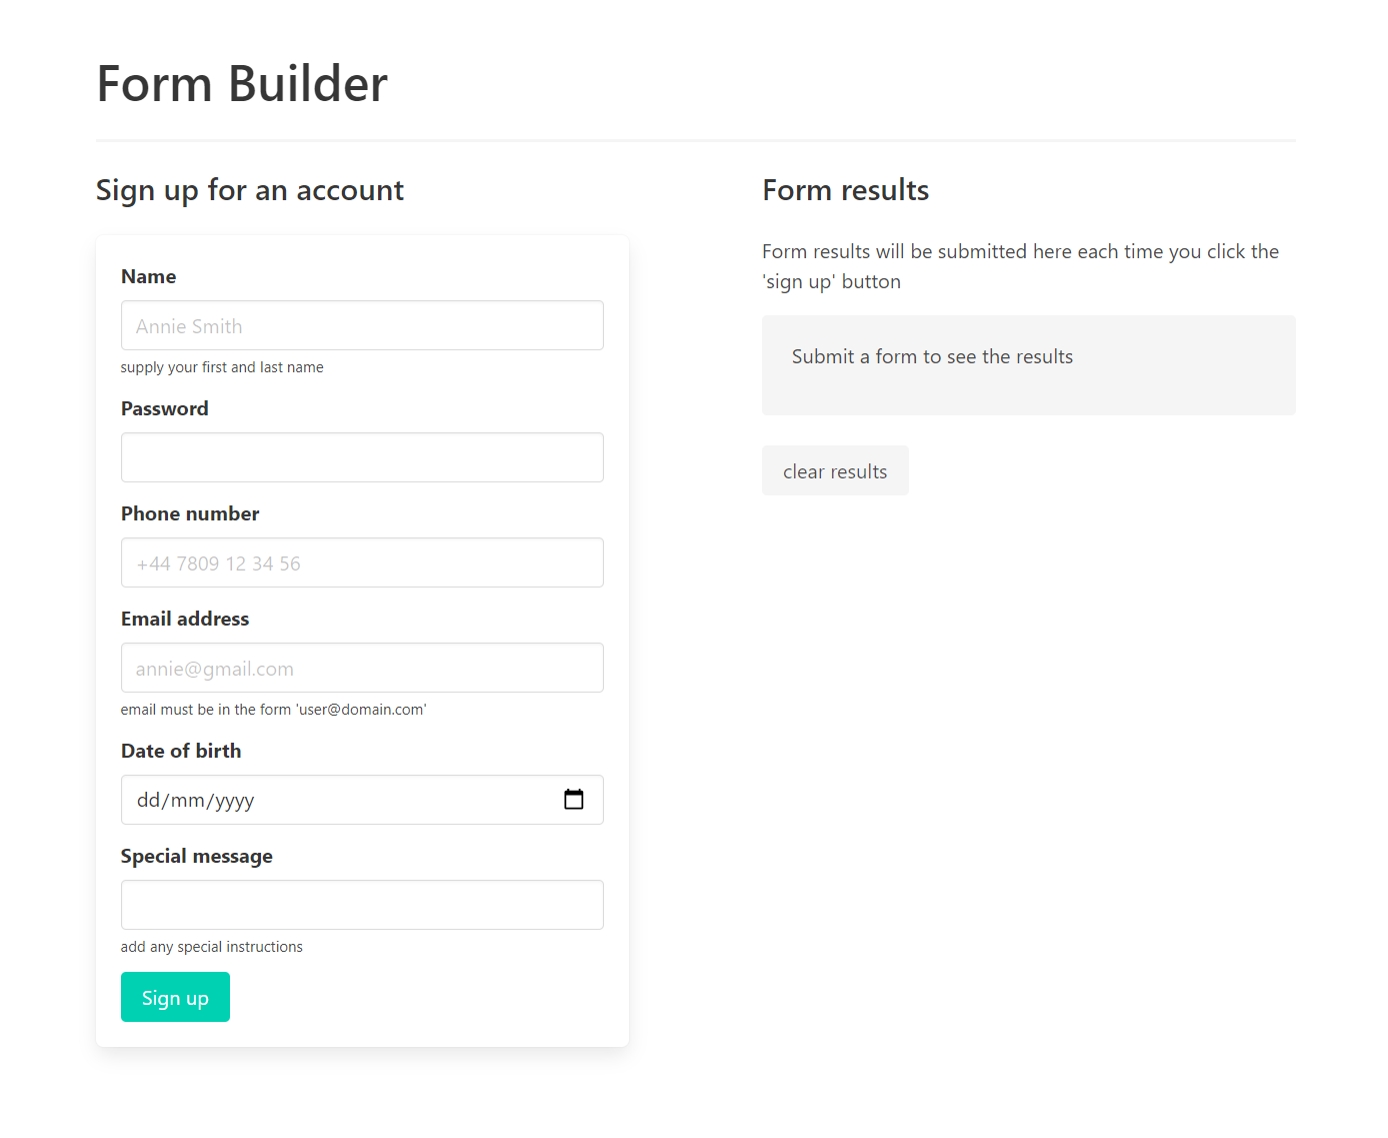 Form Builder
Sign up for an account
Name
Annie Smith
supply your first and last name
Password
Phone number
+44 7809 12 34 56
Email address
annie@gmail.com
email must be in the form 'user@domain.com'
Date of birth
dd/mm/yyyy
Special message
add any special instructions
Sign up
Form results
Form results will be submitted here each time you click the
'sign up' button
Submit a form to see the results
clear results